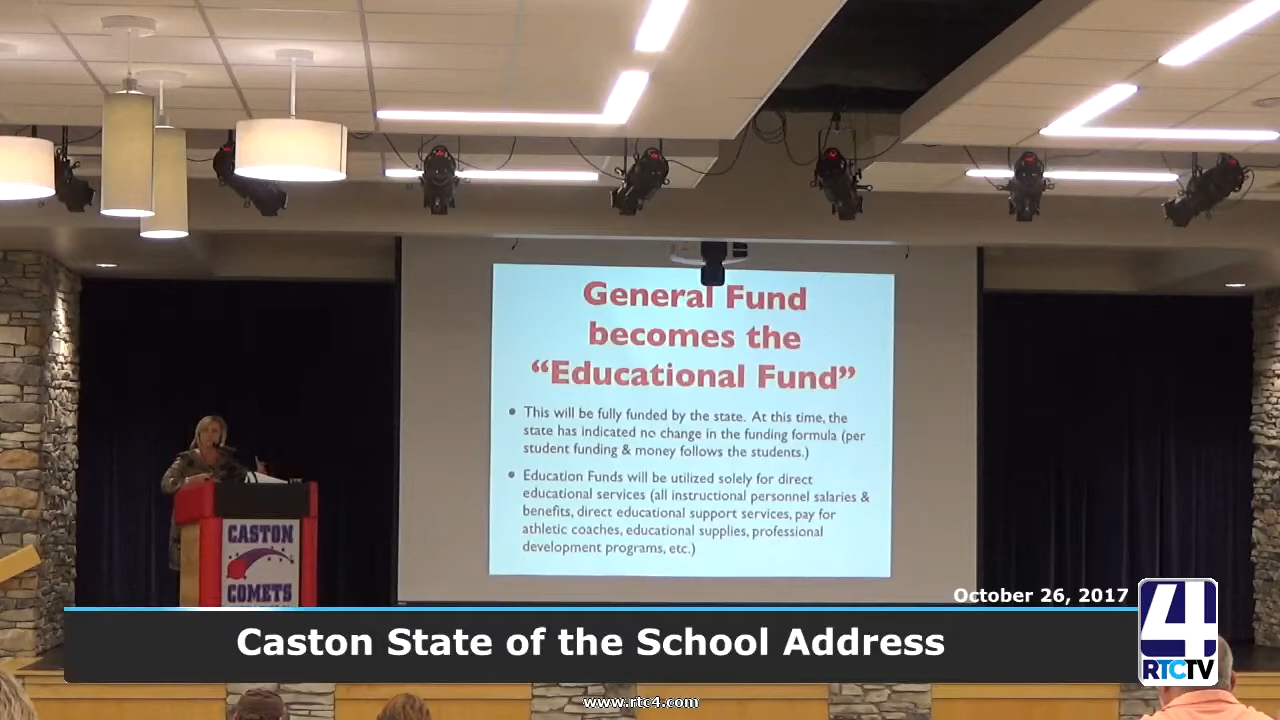 General Fund
becomes the
“Educational Fund”
• This will be fully funded by the state. At this time, the
state has indicated no change in the funding formula (per
student funding & money follows the students.)
• Education Funds will be utilized solely for direct
educational services (all instructional personnel salaries &
benefits, direct educational support services, pay for
athletic coaches, educational supplies, professional
development programs, etc.)
CASTON
COMETS
October 26, 2017
Caston State of the School Address
4
RTCTV
www.rtc4.com